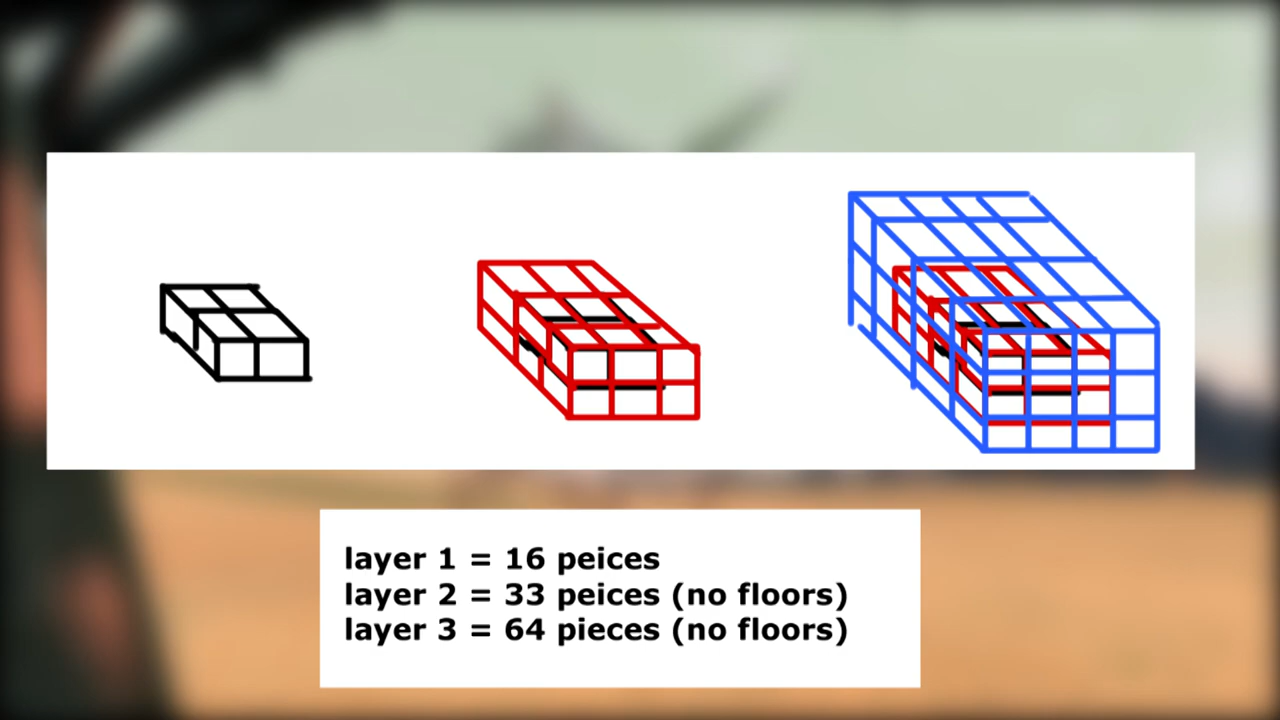 layer 1 = 16 peices
layer 2 = 33 peices (no floors)
layer 3 = 64 pieces (no floors)